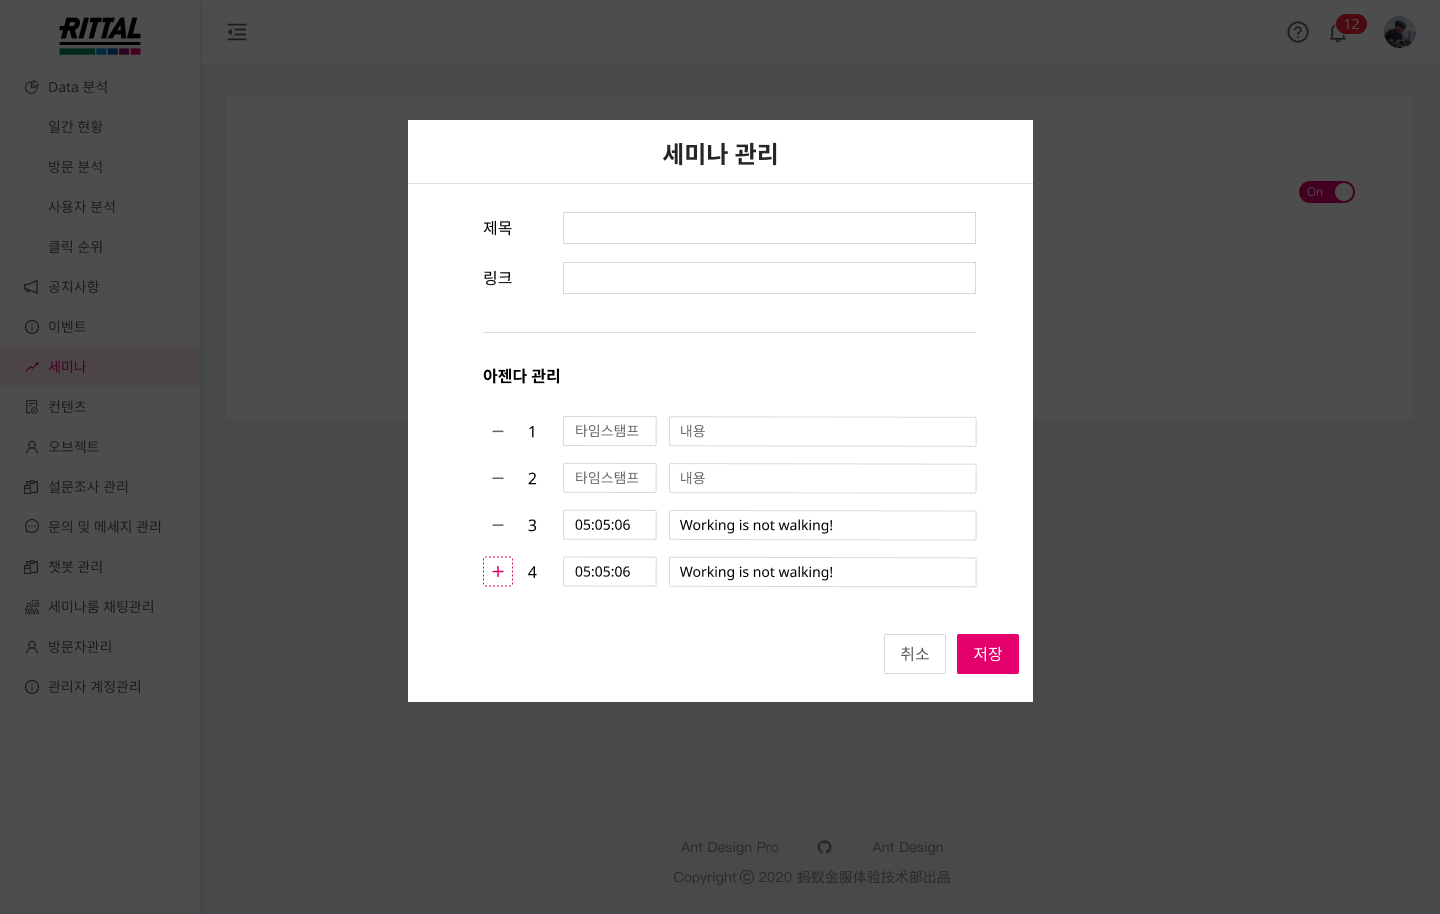 RITTAL
12
Data 분석
일간 현황
방문 분석
사용자 분석
클릭 순위
공지사항
이벤트
세미나
컨텐츠
오브젝트
설문조사 관리
문의 및 메세지 관리
챗봇 관리
세미나룸 채팅관리
방문자관리
관리자 계정관리
On
세미나 관리
제목
링크
아젠다 관리
1 타임스탬프 내용
2 타임스탬프 내용
3 05:05:06 Working is not walking!
4 05:05:06 Working is not walking!
취소 저장
Ant Design Pro Ant Design
Copyright © 2020 蚂蚁金服体验技术部出品